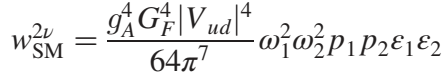 w_{SM}^{2ν} = \frac{g_A^4 G_F^4 |V_{ud}|^4}{64π^7} ω_1^2 ω_2^2 p_1 p_2 ε_1 ε_2